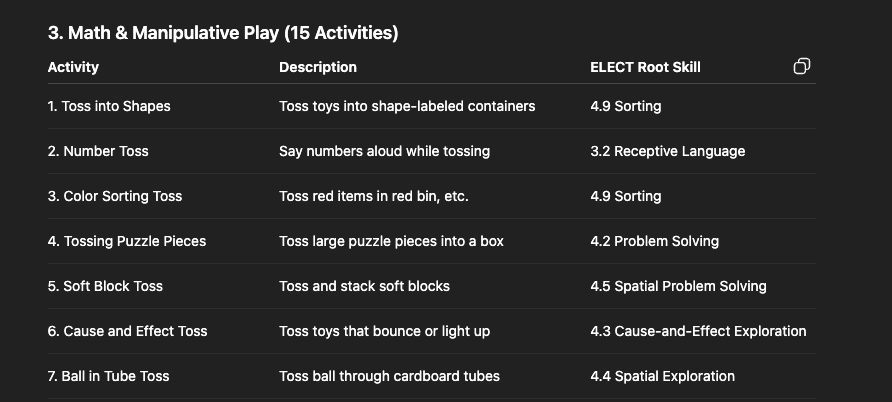 3. Math & Manipulative Play (15 Activities)
Activity Description ELECT Root Skill
1. Toss into Shapes Toss toys into shape-labeled containers 4.9 Sorting
2. Number Toss Say numbers aloud while tossing 3.2 Receptive Language
3. Color Sorting Toss Toss red items in red bin, etc. 4.9 Sorting
4. Tossing Puzzle Pieces Toss large puzzle pieces into a box 4.2 Problem Solving
5. Soft Block Toss Toss and stack soft blocks 4.5 Spatial Problem Solving
6. Cause and Effect Toss Toss toys that bounce or light up 4.3 Cause-and-Effect Exploration
7. Ball in Tube Toss Toss ball through cardboard tubes 4.4 Spatial Exploration